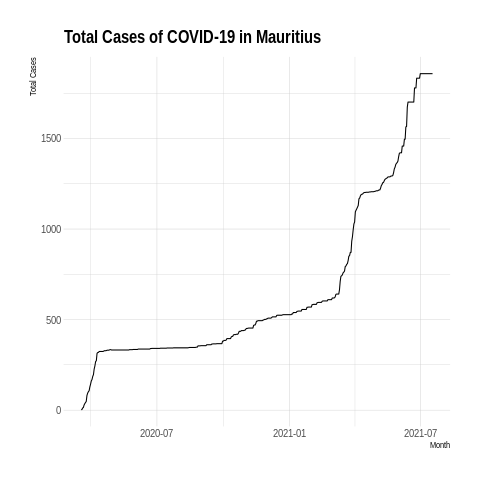 Total Cases of COVID-19 in Mauritius
Total Cases
1500
1000
500
0
2020-07
2021-01
2021-07
Month